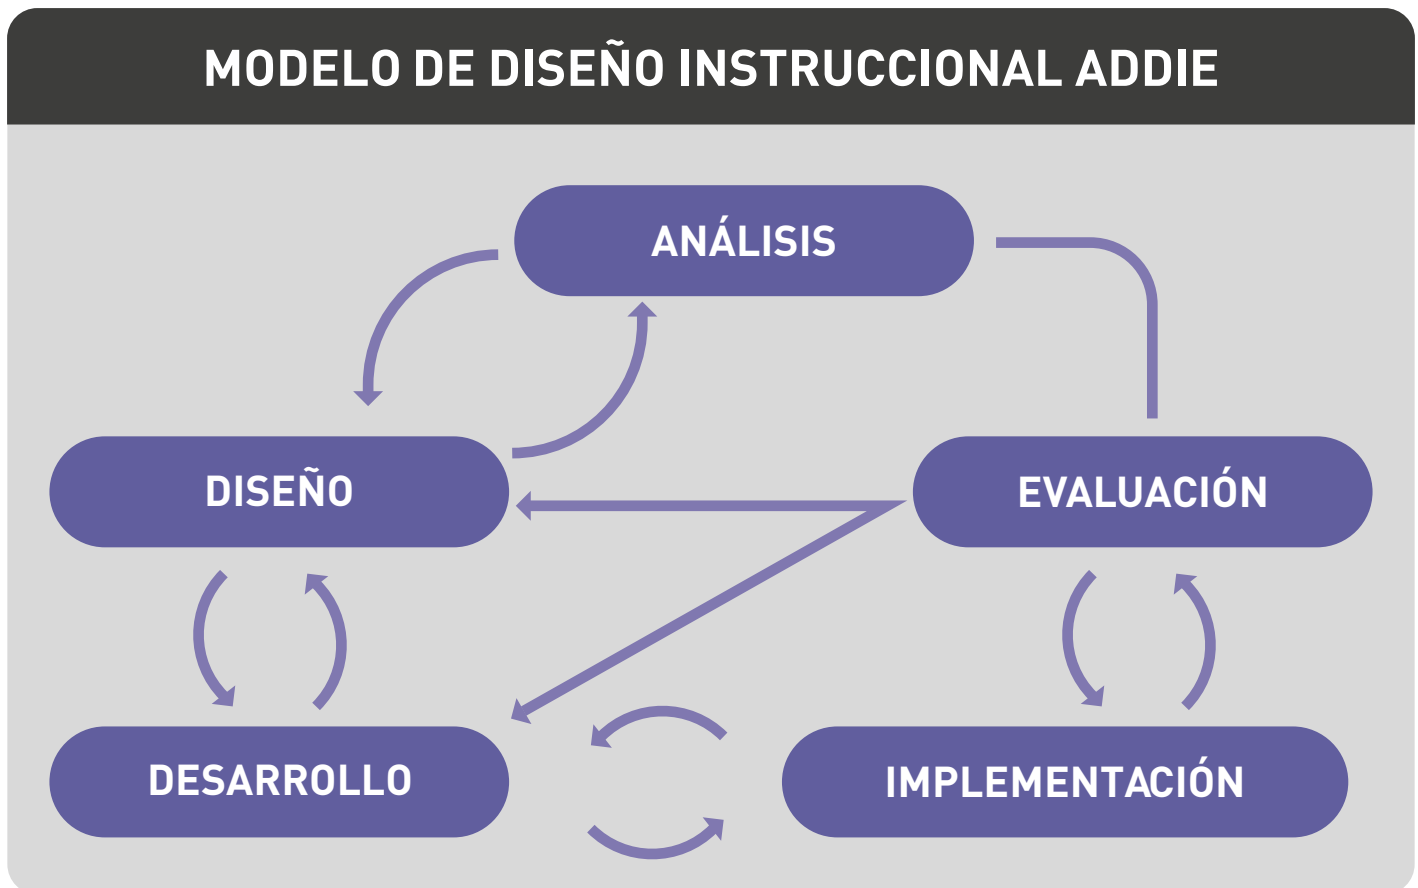 MODELO DE DISEÑO INSTRUCCIONAL ADDIE
ANÁLISIS
DISEÑO
EVALUACIÓN
DESARROLLO
IMPLEMENTACIÓN